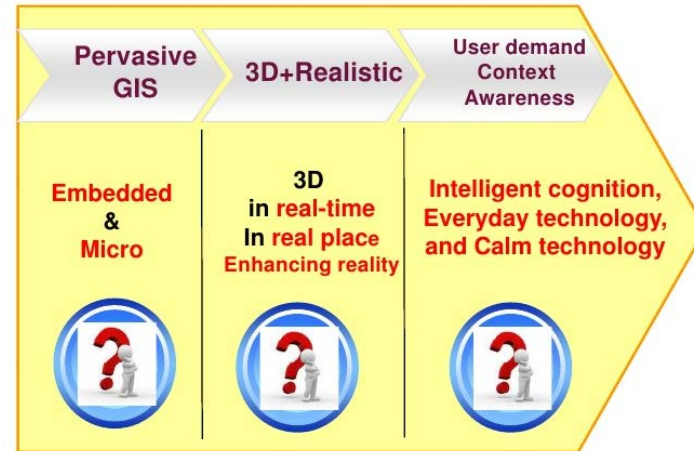 Pervasive
GIS
3D+Realistic
User demand
Context
Awareness
Embedded
&
Micro
3D
in real-time
In real place
Enhancing reality
Intelligent cognition,
Everyday technology,
and Calm technology